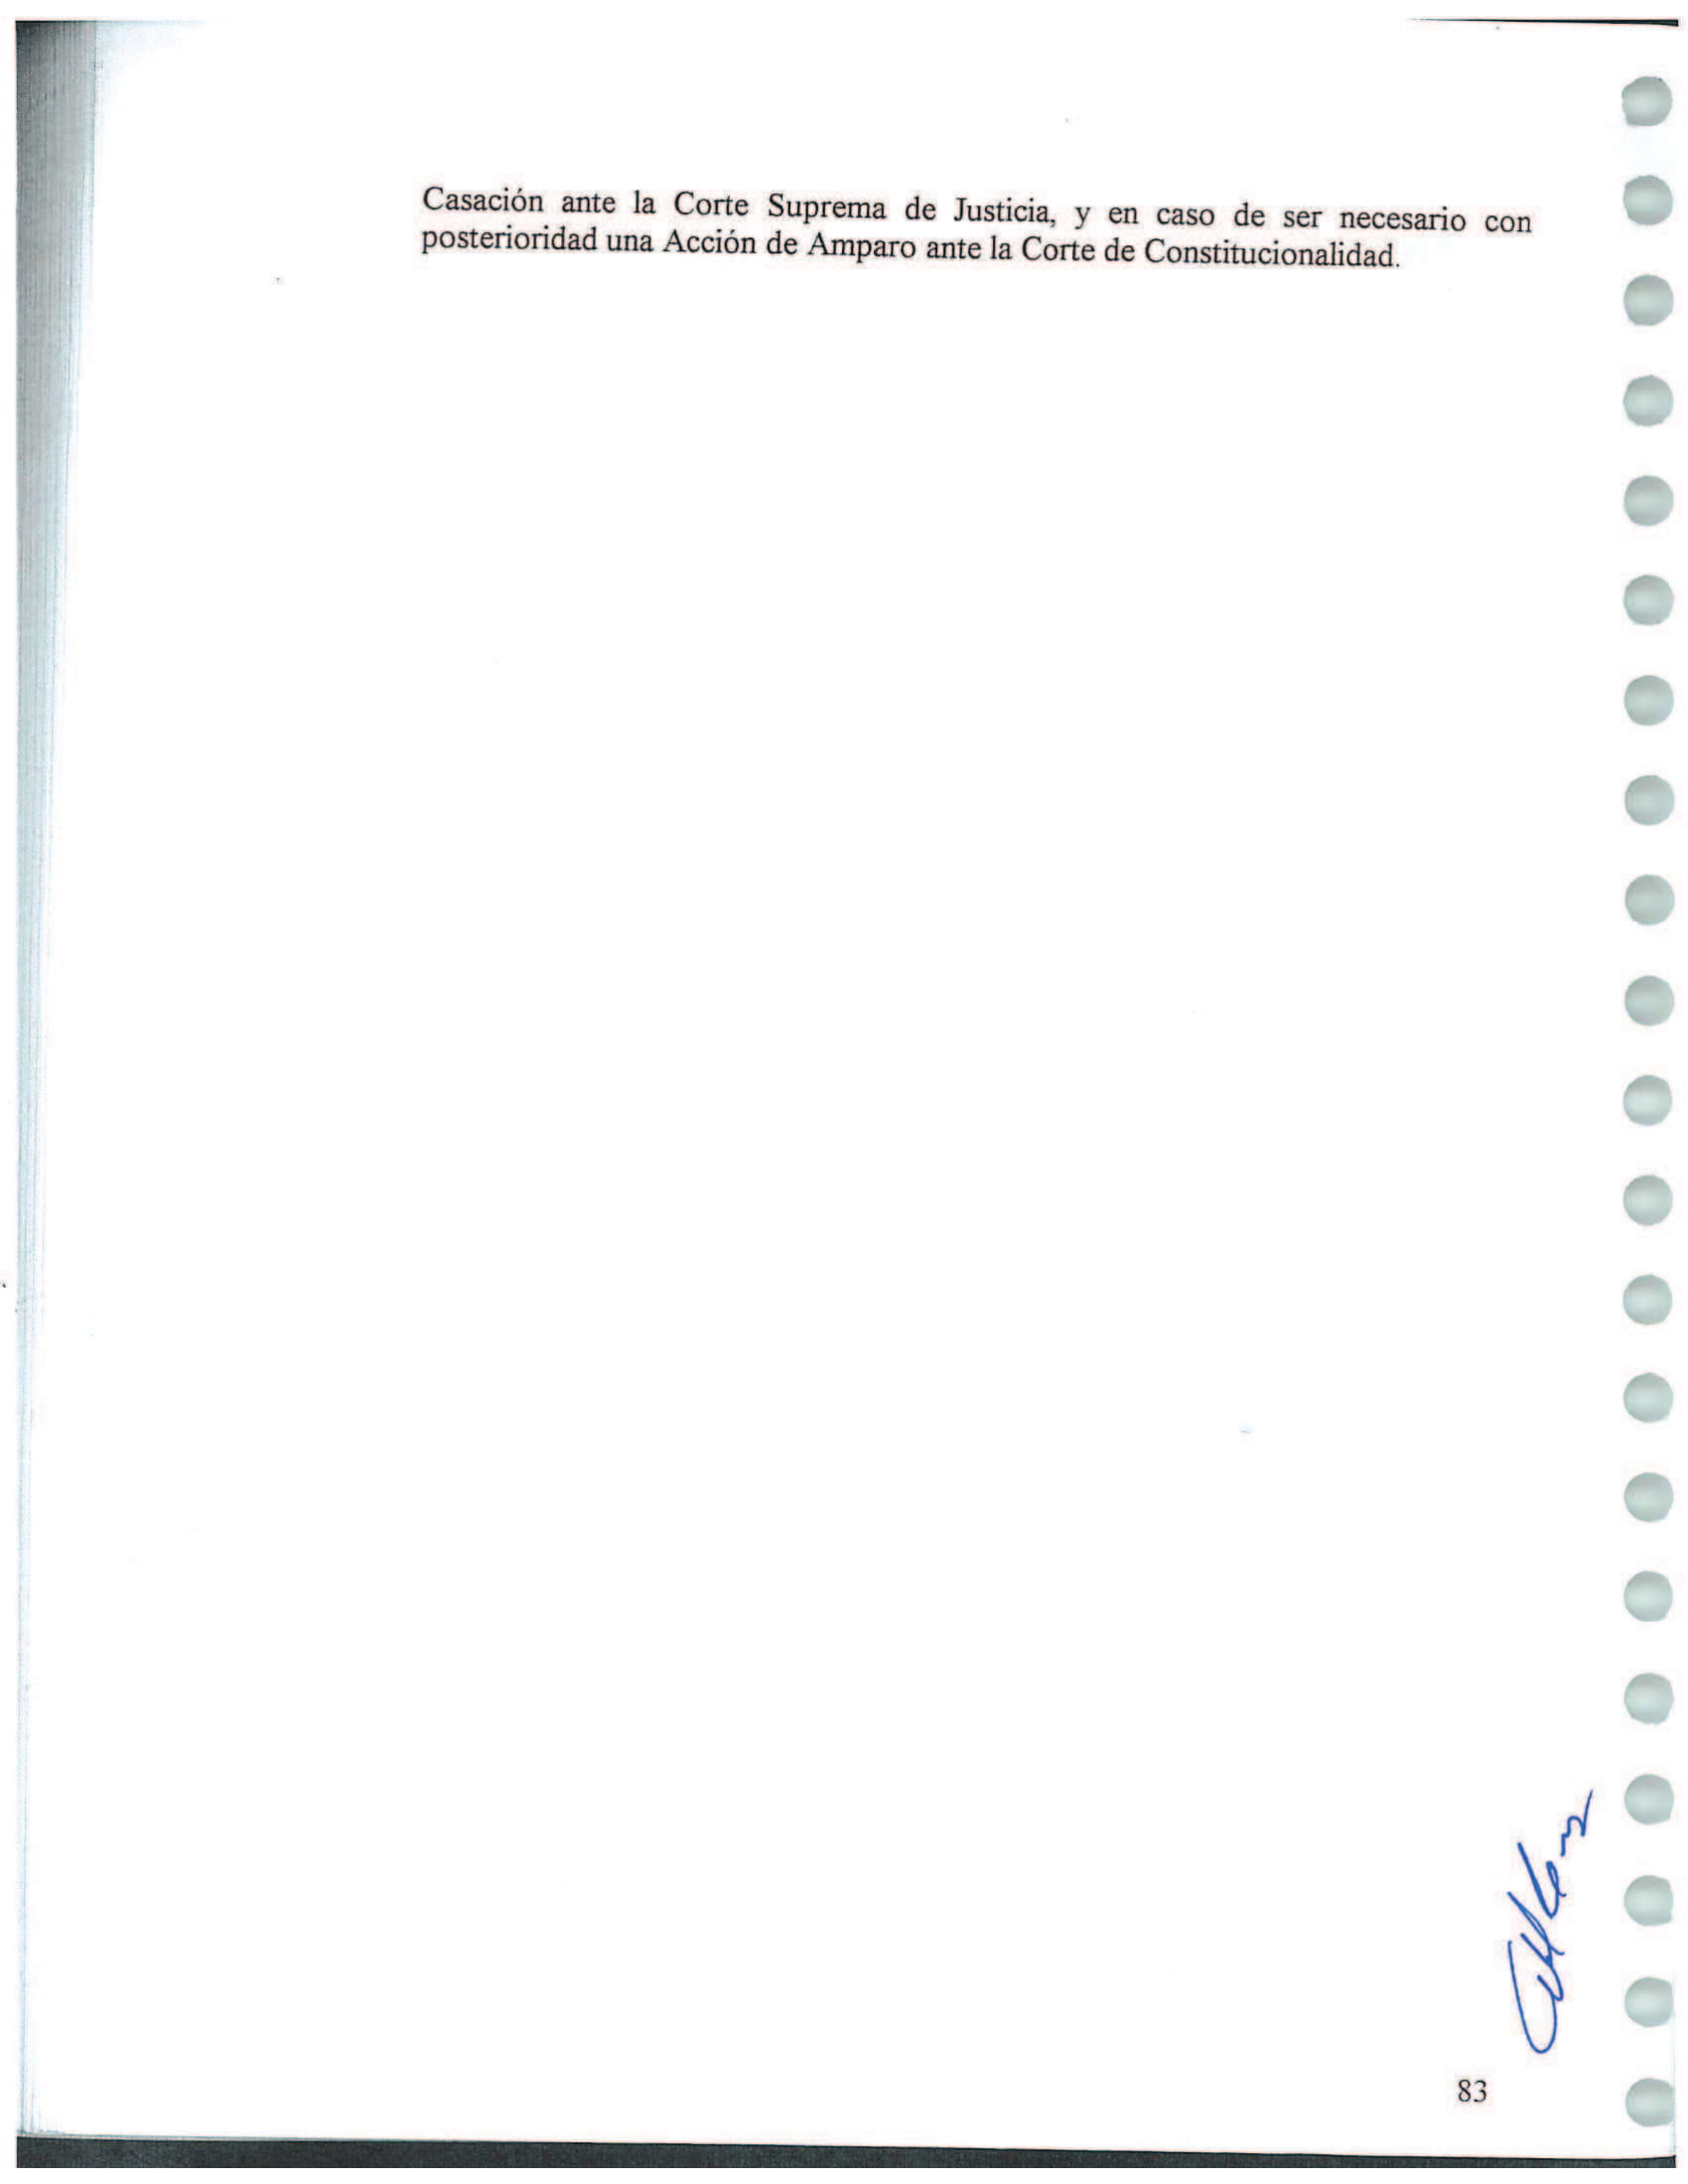 Casación ante la Corte Suprema de Justicia, y en caso de ser necesario con
posterioridad una Acción de Amparo ante la Corte de Constitucionalidad.
83